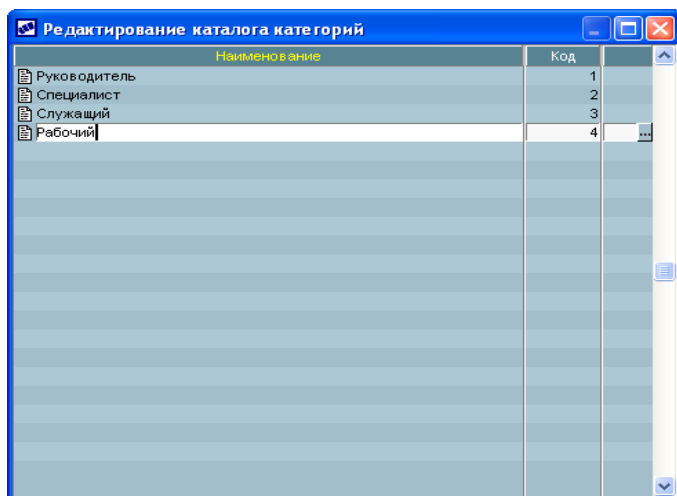 Редактирование каталога категорий
Наименование Код
Руководитель 1
Специалист 2
Служащий 3
Рабочий 4 ...